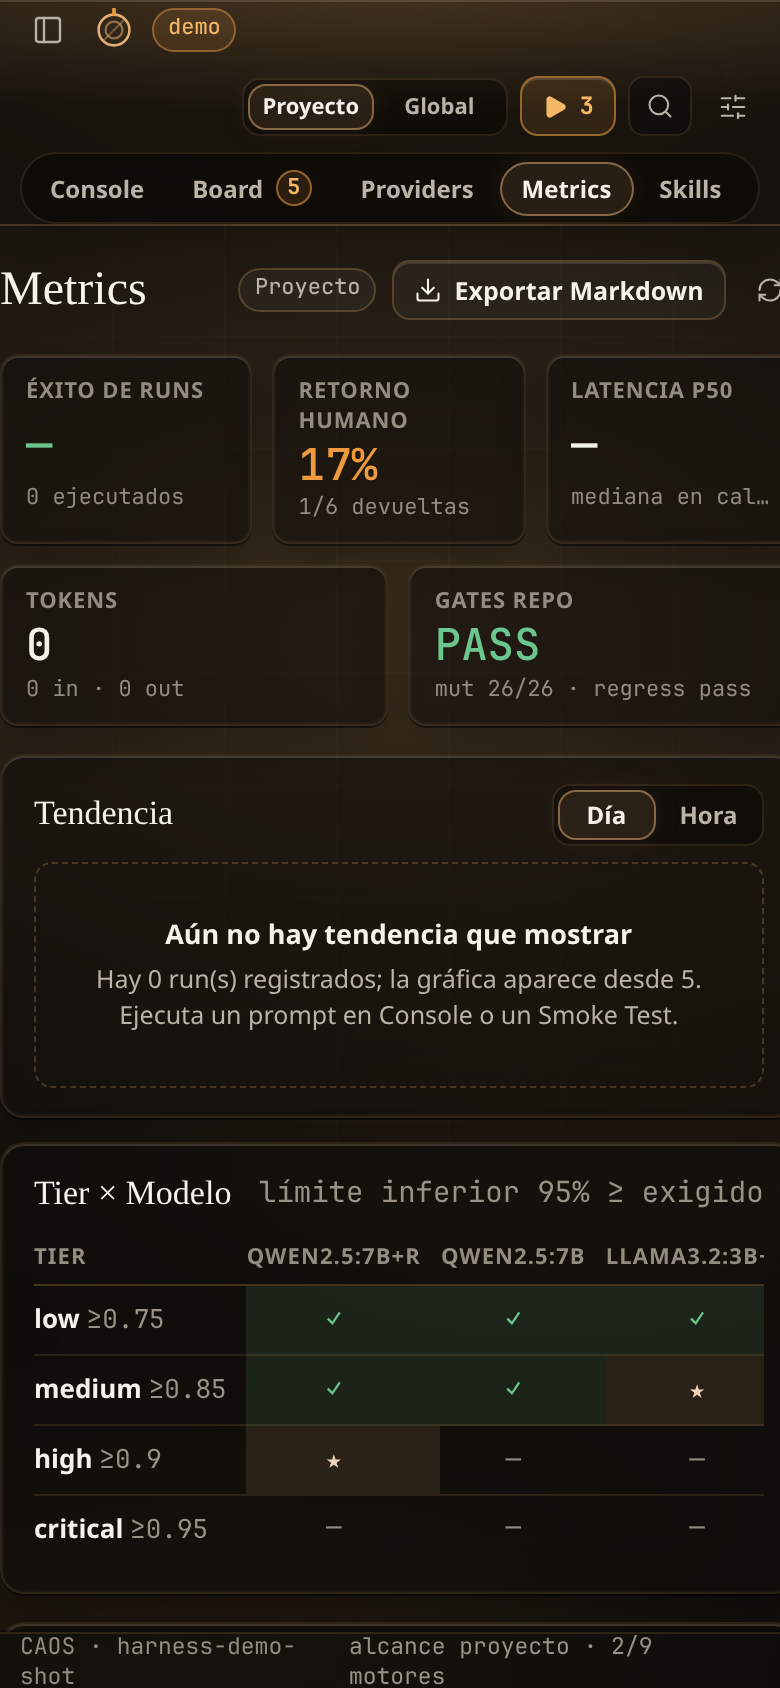 demo
Proyecto Global 3
Console Board 5 Providers Metrics Skills
Metrics Proyecto Exportar Markdown
ÉXITO DE RUNS
—
0 ejecutados
RETORNO
HUMANO
17%
1/6 devueltas
LATENCIA P50
—
mediana en cal…
TOKENS
0
0 in · 0 out
GATES REPO
PASS
mut 26/26 · regress pass
Tendencia Día Hora
Aún no hay tendencia que mostrar
Hay 0 run(s) registrados; la gráfica aparece desde 5.
Ejecuta un prompt en Console o un Smoke Test.
Tier × Modelo límite inferior 95% ≥ exigido
TIER QWEN2.5:7B+R QWEN2.5:7B LLAMA3.2:3B-
low ≥0.75 ✓ ✓ ✓
medium ≥0.85 ✓ ✓ ★
high ≥0.9 ★ — —
critical ≥0.95 — — —
CAOS · harness-demo-
shot
alcance proyecto · 2/9
motores